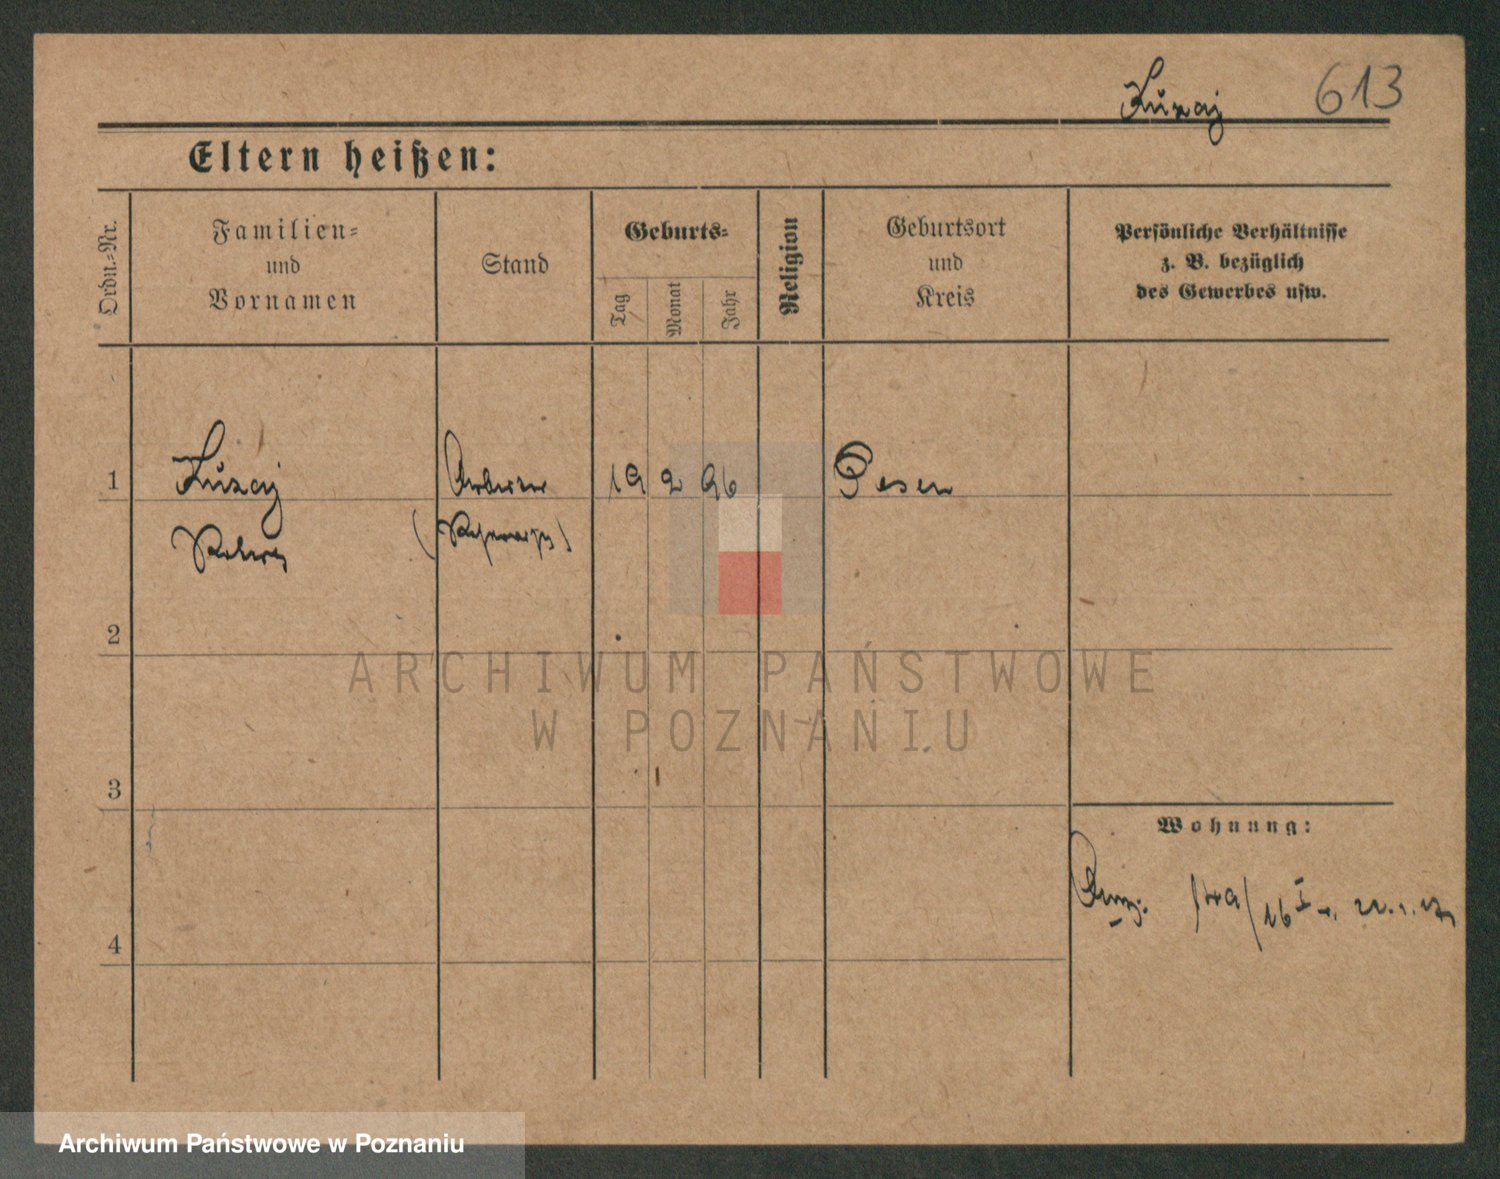 Luzaj 613
Eltern heißen:
Ordn.-Nr.
Familien-
und
Vornamen
Stand
Geburts-
Tag
Monat
Jahr
Religion
Geburtsort
und
Kreis
Persönliche Verhältnisse
z. B. bezüglich
des Gewerbes usw.
1 Luzaj 19 2 96 Posen
2
3
Wohnung:
4
ARCHIWUM PAŃSTWOWE
W POZNANIU
Archiwum Państwowe w Poznaniu